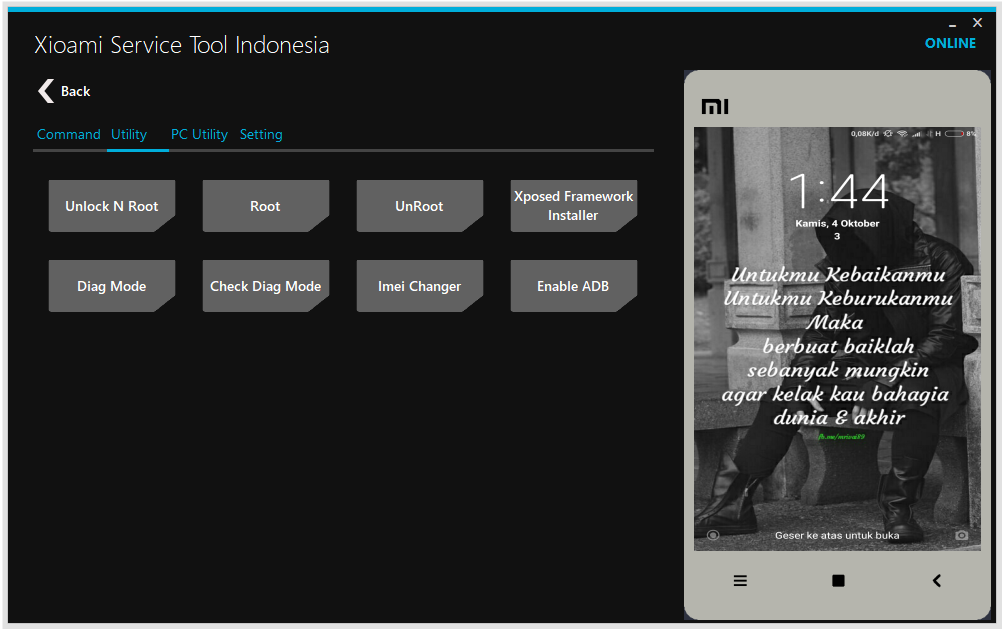 Xioami Service Tool Indonesia
ONLINE
Back
Command Utility PC Utility Setting
Unlock N Root
Root
UnRoot
Xposed Framework
Installer
Diag Mode
Check Diag Mode
Imei Changer
Enable ADB
mi
0,08K/d H 8%
1:44
Kamis, 4 Oktober
3
Untukmu Kebaikanmu
Untukmu Keburukanmu
Maka
berbuat baiklah
sebanyak mungkin
agar kelak kau bahagia
dunia & akhir
Geser ke atas untuk buka